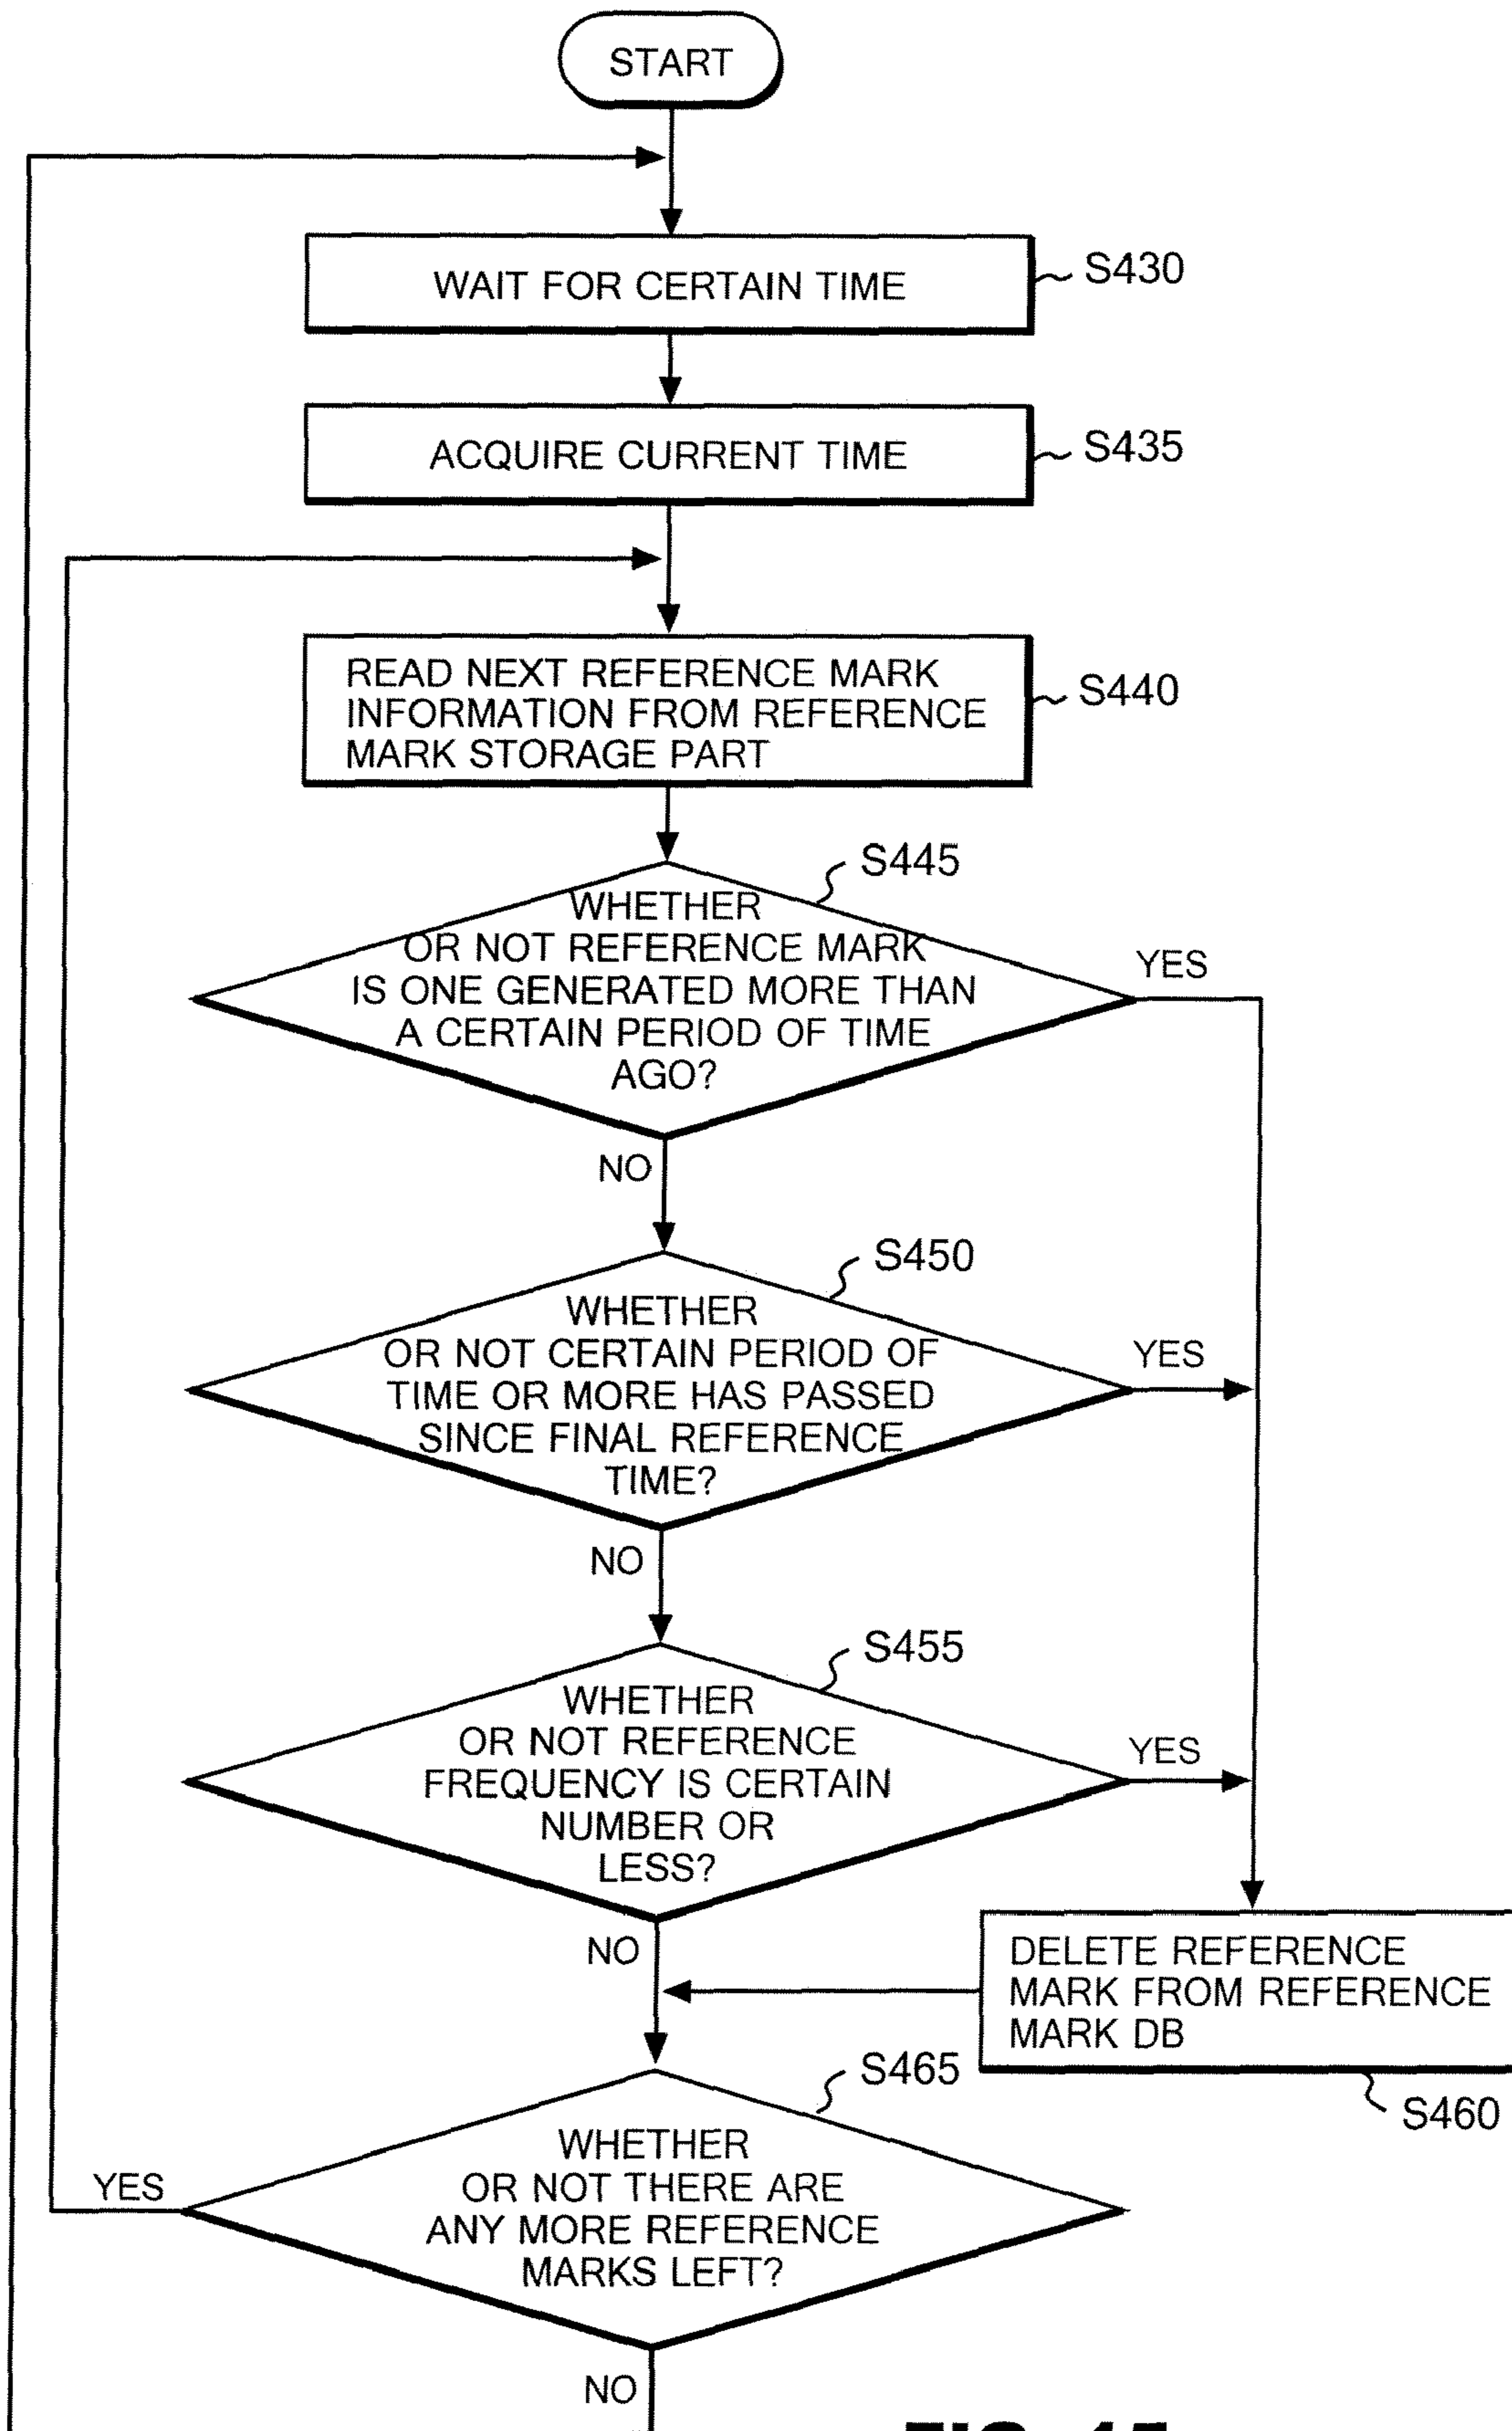 START
WAIT FOR CERTAIN TIME
S430
ACQUIRE CURRENT TIME
S435
READ NEXT REFERENCE MARK
INFORMATION FROM REFERENCE
MARK STORAGE PART
S440
S445
WHETHER
OR NOT REFERENCE MARK
IS ONE GENERATED MORE THAN
A CERTAIN PERIOD OF TIME
AGO?
YES
NO
S450
WHETHER
OR NOT CERTAIN PERIOD OF
TIME OR MORE HAS PASSED
SINCE FINAL REFERENCE
TIME?
YES
NO
S455
WHETHER
OR NOT REFERENCE
FREQUENCY IS CERTAIN
NUMBER OR
LESS?
YES
NO
DELETE REFERENCE
MARK FROM REFERENCE
MARK DB
S460
S465
WHETHER
OR NOT THERE ARE
ANY MORE REFERENCE
MARKS LEFT?
YES
NO